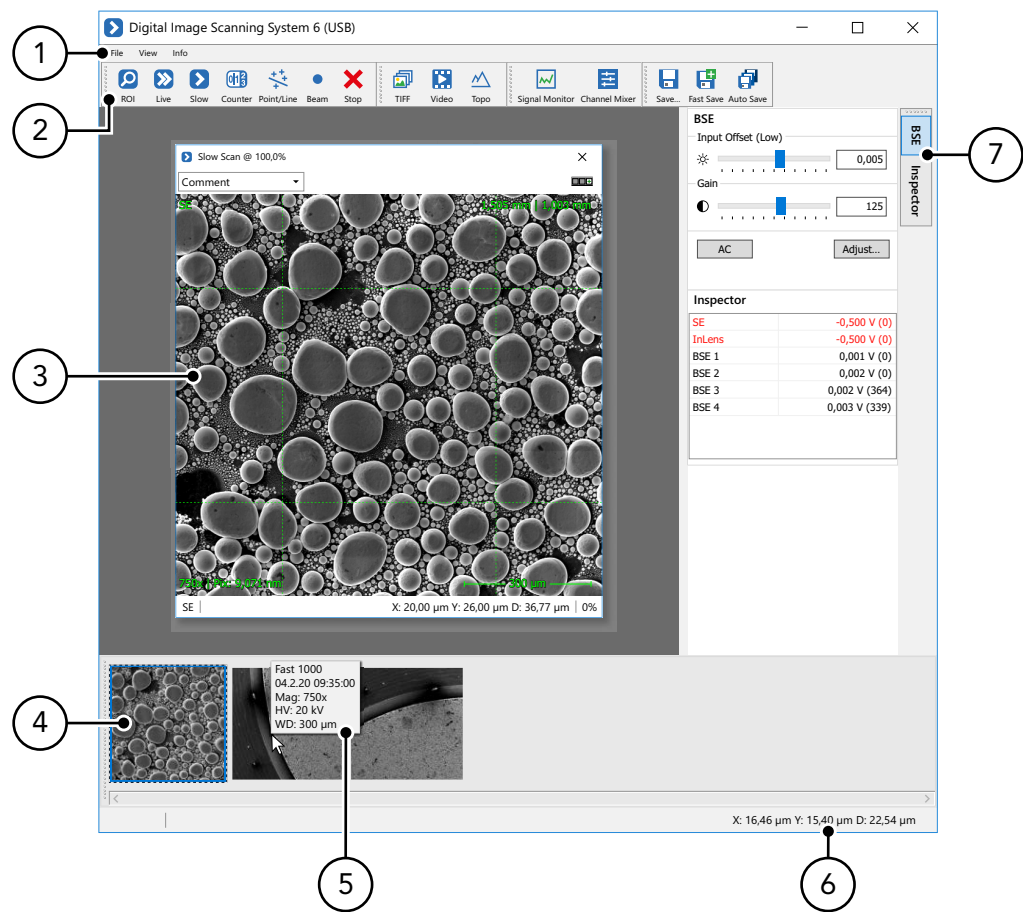 Digital Image Scanning System 6 (USB)
1
File View Info
ROI Live Slow Counter Point/Line Beam Stop TIFF Video Topo Signal Monitor Channel Mixer Save... Fast Save Auto Save
2
BSE
Input Offset (Low)
0,005
Gain
125
AC Adjust...
BSE
Inspector
7
Slow Scan @ 100,0%
Comment
SE
3
300 µm
SE X: 20,00 µm Y: 26,00 µm D: 36,77 µm 0%
Inspector
SE -0,500 V (0)
InLens -0,500 V (0)
BSE 1 0,001 V (0)
BSE 2 0,002 V (0)
BSE 3 0,002 V (364)
BSE 4 0,003 V (339)
4
Fast 1000
04.2.20 09:35:00
Mag: 750x
HV: 20 kV
WD: 300 µm
X: 16,46 µm Y: 15,40 µm D: 22,54 µm
5
6